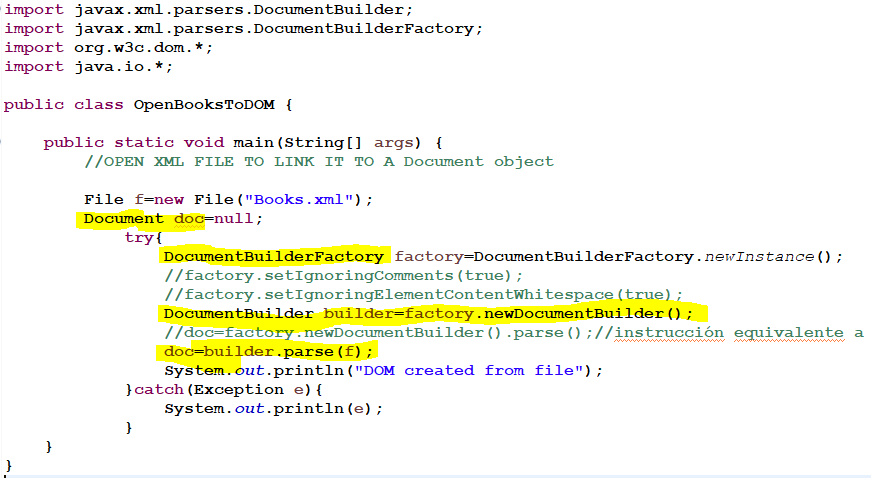 import javax.xml.parsers.DocumentBuilder;
import javax.xml.parsers.DocumentBuilderFactory;
import org.w3c.dom.*;
import java.io.*;
public class OpenBooksToDOM {
public static void main(String[] args) {
//OPEN XML FILE TO LINK IT TO A Document object
File f=new File("Books.xml");
Document doc=null;
try{
DocumentBuilderFactory factory=DocumentBuilderFactory.newInstance();
//factory.setIgnoringComments(true);
//factory.setIgnoringElementContentWhitespace(true);
DocumentBuilder builder=factory.newDocumentBuilder();
//doc=factory.newDocumentBuilder().parse();//instrucción equivalente a
doc=builder.parse(f);
System.out.println("DOM created from file");
}catch(Exception e){
System.out.println(e);
}
}
}